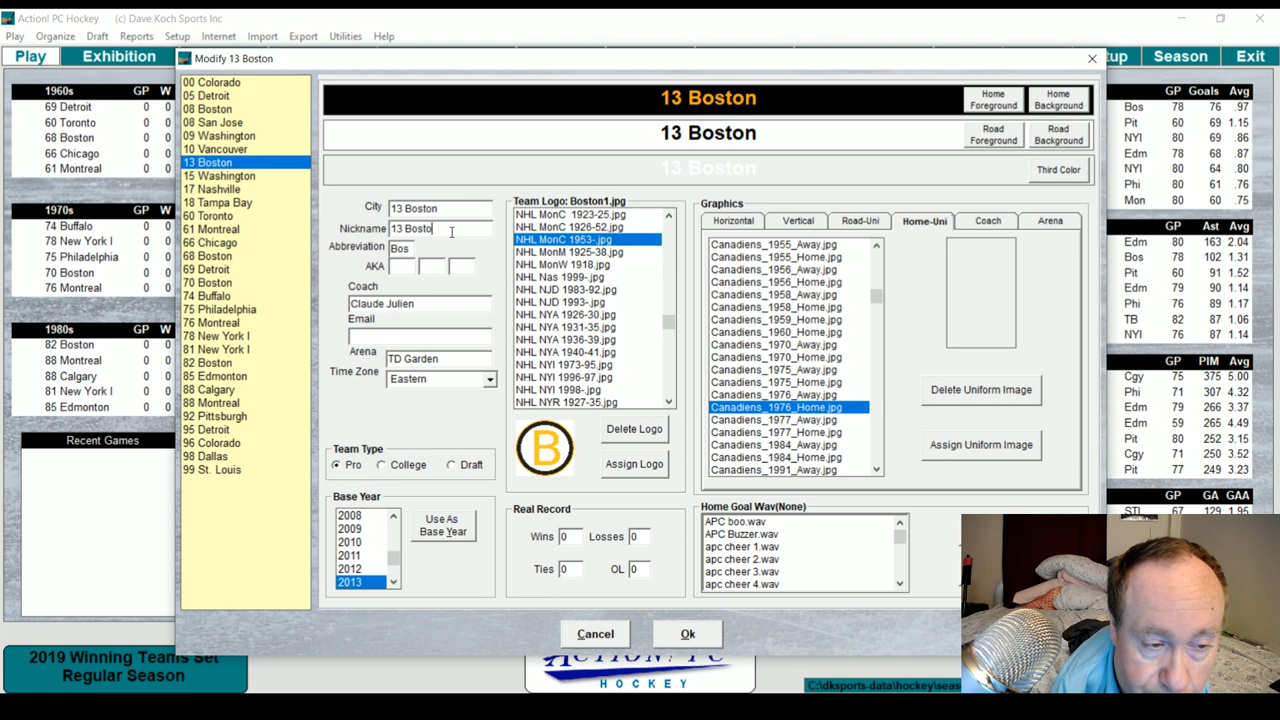 Action! PC Hockey (c) Dave Koch Sports Inc
Play Organize Draft Reports Setup Internet Import Export Utilities Help
Play Exhibition Season Exit
Modify 13 Boston
1960s GP W
69 Detroit 0 0
60 Toronto 0 0
68 Boston 0 0
66 Chicago 0 0
61 Montreal 0 0
1970s GP W
74 Buffalo 0 0
78 New York I 0 0
75 Philadelphia 0 0
70 Boston 0 0
76 Montreal 0 0
1980s GP W
82 Boston 0 0
88 Montreal 0 0
88 Calgary 0 0
81 New York I 0 0
85 Edmonton 0 0
Recent Games
2019 Winning Teams Set
Regular Season
00 Colorado
05 Detroit
08 Boston
08 San Jose
09 Washington
10 Vancouver
13 Boston
15 Washington
17 Nashville
18 Tampa Bay
60 Toronto
61 Montreal
66 Chicago
68 Boston
69 Detroit
70 Boston
74 Buffalo
75 Philadelphia
76 Montreal
78 New York I
81 New York I
82 Boston
85 Edmonton
88 Calgary
88 Montreal
92 Pittsburgh
95 Detroit
96 Colorado
98 Dallas
99 St. Louis
13 Boston
Home Foreground
Home Background
13 Boston
Road Foreground
Road Background
13 Boston
Third Color
City 13 Boston
Nickname 13 Bosto
Abbreviation Bos
AKA
Coach
Claude Julien
Email
Arena TD Garden
Time Zone Eastern
Team Type
Pro College Draft
Base Year
2008
2009
2010
2011
2012
2013
Use As
Base Year
Team Logo: Boston1.jpg
NHL MonC 1923-25.jpg
NHL MonC 1926-52.jpg
NHL MonC 1953-.jpg
NHL MonM 1925-38.jpg
NHL MonW 1918.jpg
NHL Nas 1999-.jpg
NHL NJD 1983-92.jpg
NHL NJD 1993-.jpg
NHL NYA 1926-30.jpg
NHL NYA 1931-35.jpg
NHL NYA 1936-39.jpg
NHL NYA 1940-41.jpg
NHL NYI 1973-95.jpg
NHL NYI 1996-97.jpg
NHL NYI 1998-.jpg
NHL NYR 1927-35.jpg
B
Delete Logo
Assign Logo
Real Record
Wins 0 Losses 0
Ties 0 OL 0
Graphics
Horizontal Vertical Road-Uni Home-Uni Coach Arena
Canadiens_1955_Away.jpg
Canadiens_1955_Home.jpg
Canadiens_1956_Away.jpg
Canadiens_1956_Home.jpg
Canadiens_1958_Away.jpg
Canadiens_1958_Home.jpg
Canadiens_1959_Home.jpg
Canadiens_1960_Home.jpg
Canadiens_1970_Away.jpg
Canadiens_1970_Home.jpg
Canadiens_1975_Away.jpg
Canadiens_1975_Home.jpg
Canadiens_1976_Away.jpg
Canadiens_1976_Home.jpg
Canadiens_1977_Away.jpg
Canadiens_1977_Home.jpg
Canadiens_1984_Away.jpg
Canadiens_1984_Home.jpg
Canadiens_1991_Away.jpg
Delete Uniform Image
Assign Uniform Image
Home Goal Wav(None)
APC boo.wav
APC Buzzer.wav
apc cheer 1.wav
apc cheer 2.wav
apc cheer 3.wav
apc cheer 4.wav
Cancel Ok
HOCKEY
GP Goals Avg
Bos 78 76 .97
Pit 60 69 1.15
NYI 80 69 .86
Edm 78 68 .87
NYI 80 64 .80
Phi 76 61 .80
Mon 80 60 .75
GP Ast Avg
Edm 80 163 2.04
Bos 78 102 1.31
Pit 60 91 1.52
Edm 79 90 1.14
Phi 76 89 1.17
TB 82 87 1.06
NYI 76 87 1.14
GP PIM Avg
Cgy 75 375 5.00
Phi 71 307 4.32
Edm 79 266 3.37
Edm 59 265 4.49
Pit 80 252 3.15
Cgy 71 250 3.52
Pit 77 249 3.23
GP GA GAA
STL 67 129 1.95